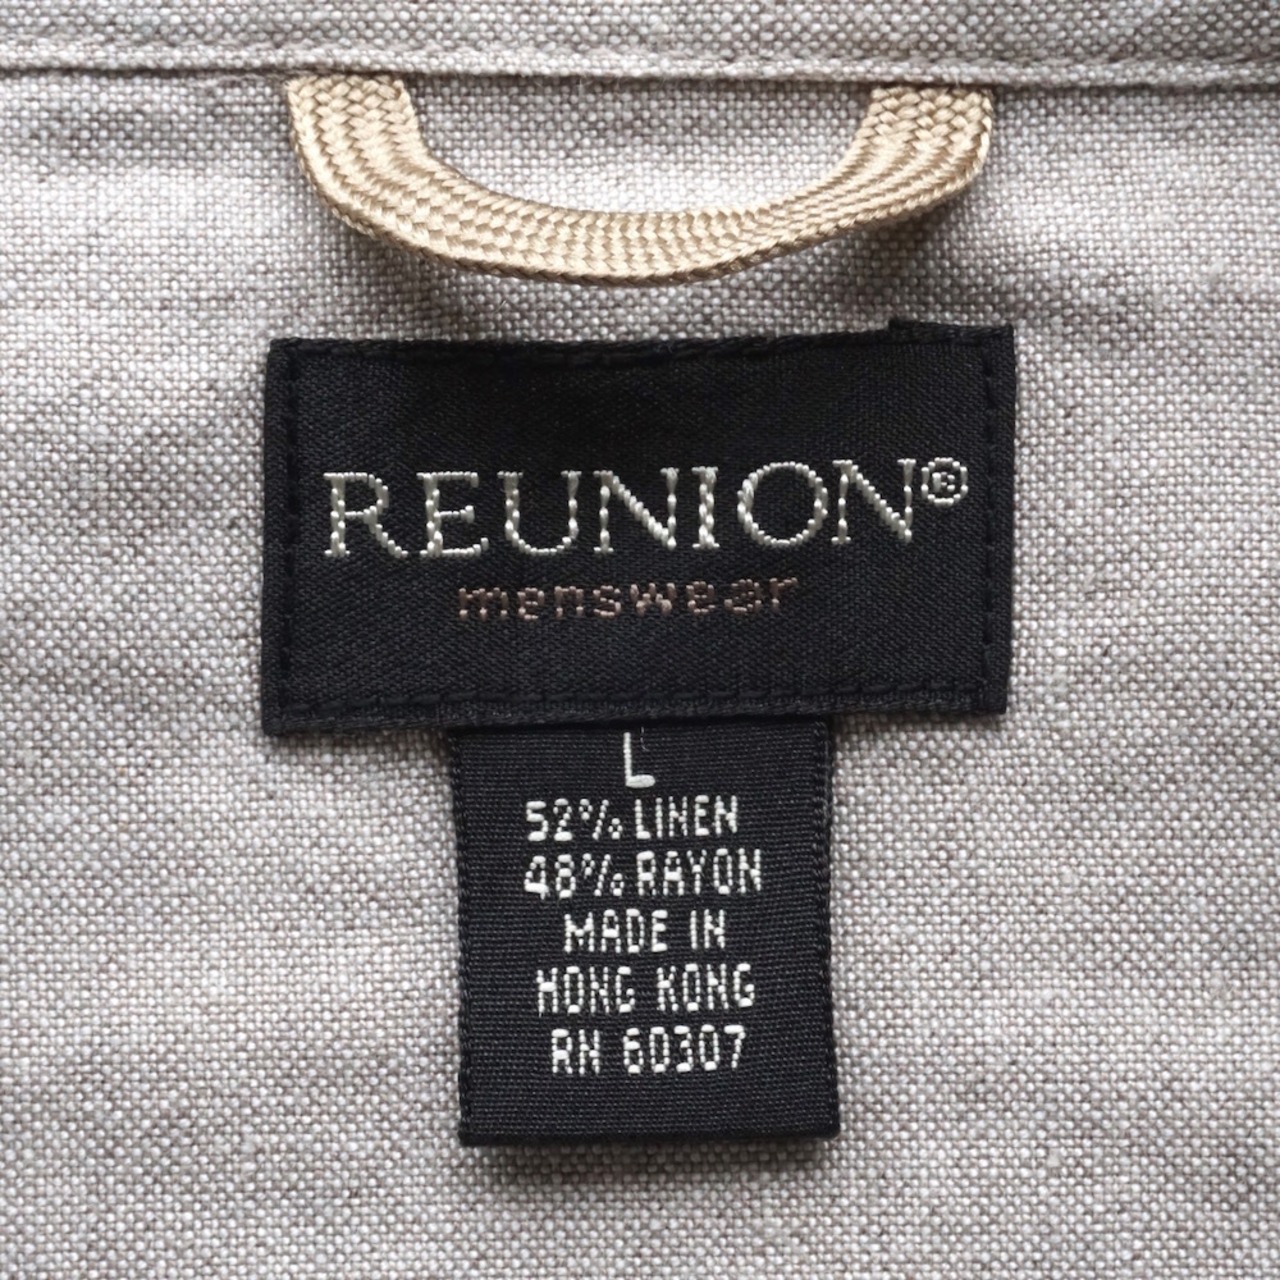 REUNION®
menswear
L
52% LINEN
48% RAYON
MADE IN
HONG KONG
RN 60307